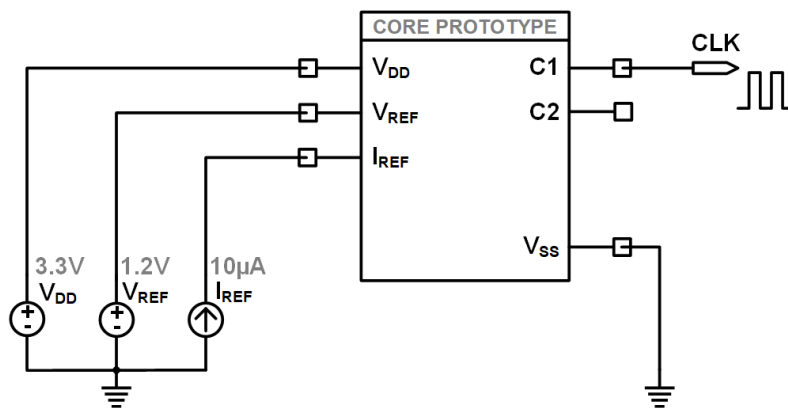 CORE PROTOTYPE
CLK
VDD
C1
VREF
C2
IREF
VSS
3.3V
1.2V
10µA
VDD
VREF
IREF